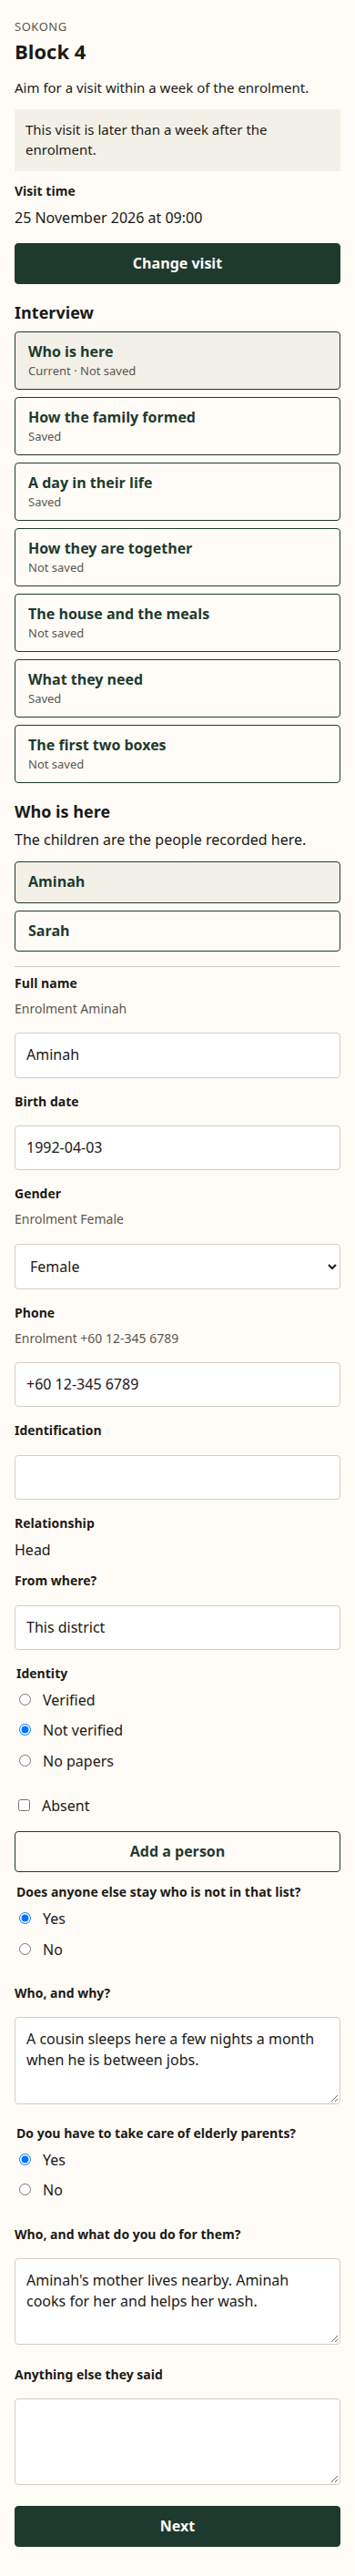 SOKONG
Block 4
Aim for a visit within a week of the enrolment.
This visit is later than a week after the
enrolment.
Visit time
25 November 2026 at 09:00
Change visit
Interview
Who is here
Current · Not saved
How the family formed
Saved
A day in their life
Saved
How they are together
Not saved
The house and the meals
Not saved
What they need
Saved
The first two boxes
Not saved
Who is here
The children are the people recorded here.
Aminah
Sarah
Full name
Enrolment Aminah
Aminah
Birth date
1992-04-03
Gender
Enrolment Female
Female
Phone
Enrolment +60 12-345 6789
+60 12-345 6789
Identification
Relationship
Head
From where?
This district
Identity
Verified
Not verified
No papers
Absent
Add a person
Does anyone else stay who is not in that list?
Yes
No
Who, and why?
A cousin sleeps here a few nights a month
when he is between jobs.
Do you have to take care of elderly parents?
Yes
No
Who, and what do you do for them?
Aminah's mother lives nearby. Aminah
cooks for her and helps her wash.
Anything else they said
Next